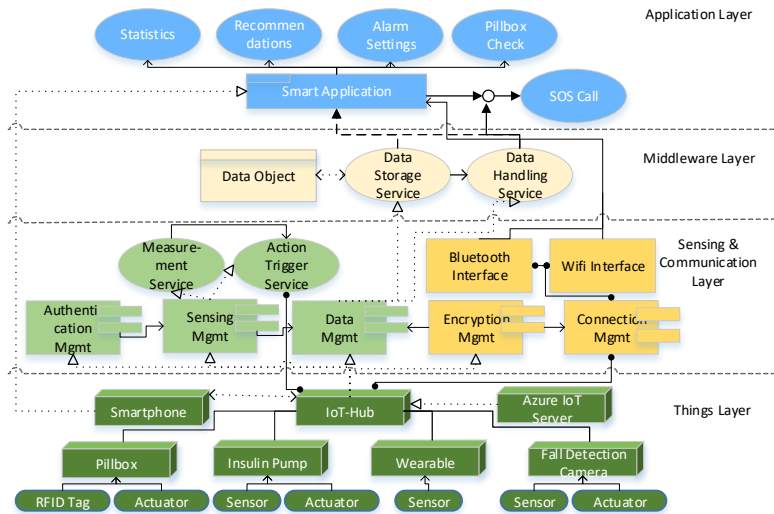 Application Layer
Statistics
Recommen
dations
Alarm
Settings
Pillbox
Check
Smart Application
SOS Call
Middleware Layer
Data Object
Data
Storage
Service
Data
Handling
Service
Sensing &
Communication
Layer
Measure-
ment
Service
Action
Trigger
Service
Bluetooth
Interface
Wifi Interface
Authenti
cation
Mgmt
Sensing
Mgmt
Data
Mgmt
Encryption
Mgmt
Connection
Mgmt
Things Layer
Smartphone
IoT-Hub
Azure IoT
Server
Pillbox
Insulin Pump
Wearable
Fall Detection
Camera
RFID Tag
Actuator
Sensor
Actuator
Sensor
Sensor
Actuator